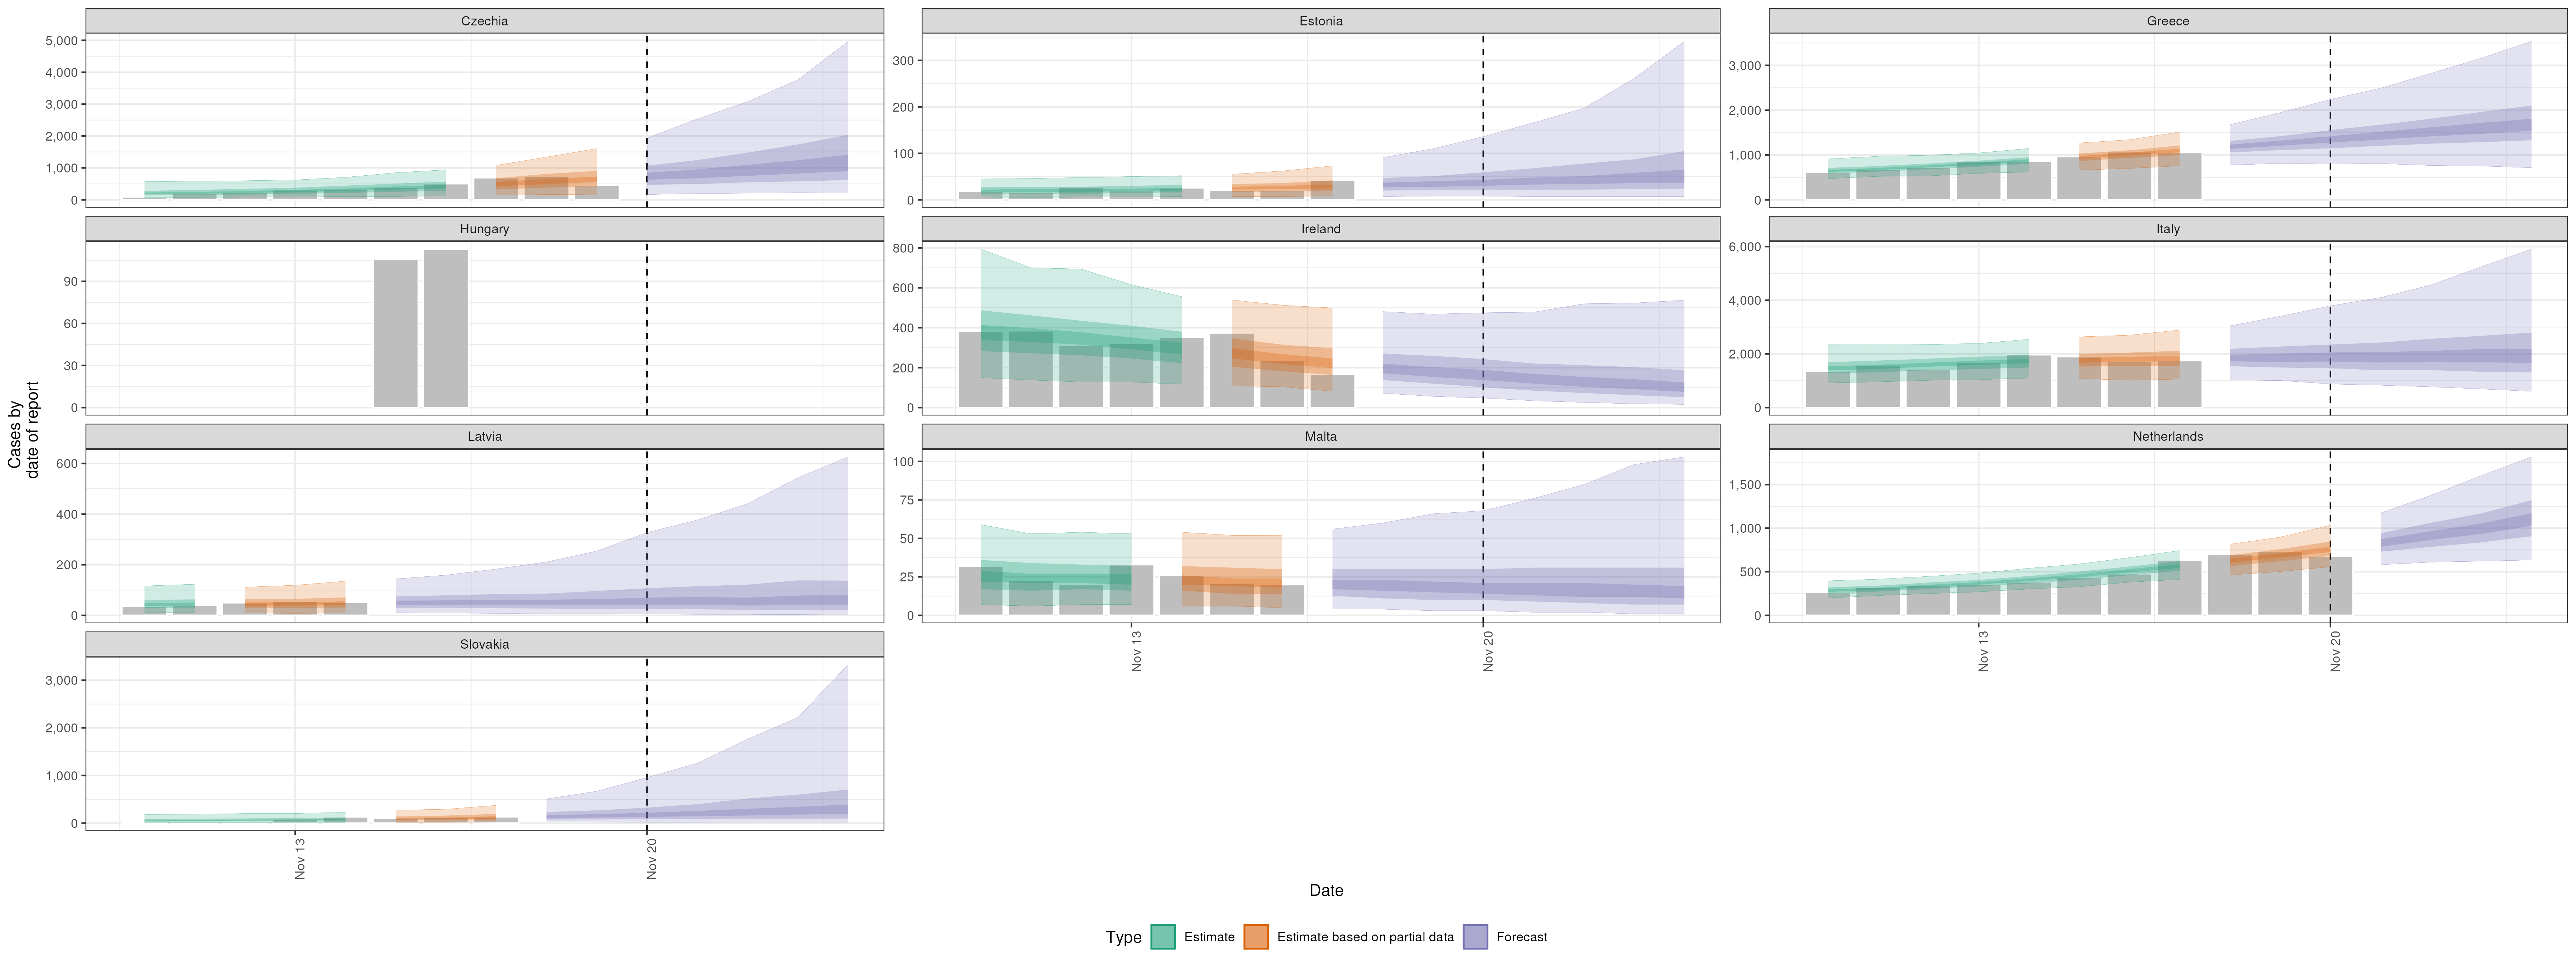 Czechia
5,000
4,000
3,000
2,000
1,000
0
Estonia
300
200
100
0
Greece
3,000
2,000
1,000
0
Hungary
90
60
30
0
Ireland
800
600
400
200
0
Italy
6,000
4,000
2,000
0
Cases by
date of report
Latvia
600
400
200
0
Malta
100
75
50
25
0
Nov 13
Nov 20
Netherlands
1,500
1,000
500
0
Nov 13
Nov 20
Slovakia
3,000
2,000
1,000
0
Nov 13
Nov 20
Date
Type Estimate Estimate based on partial data Forecast